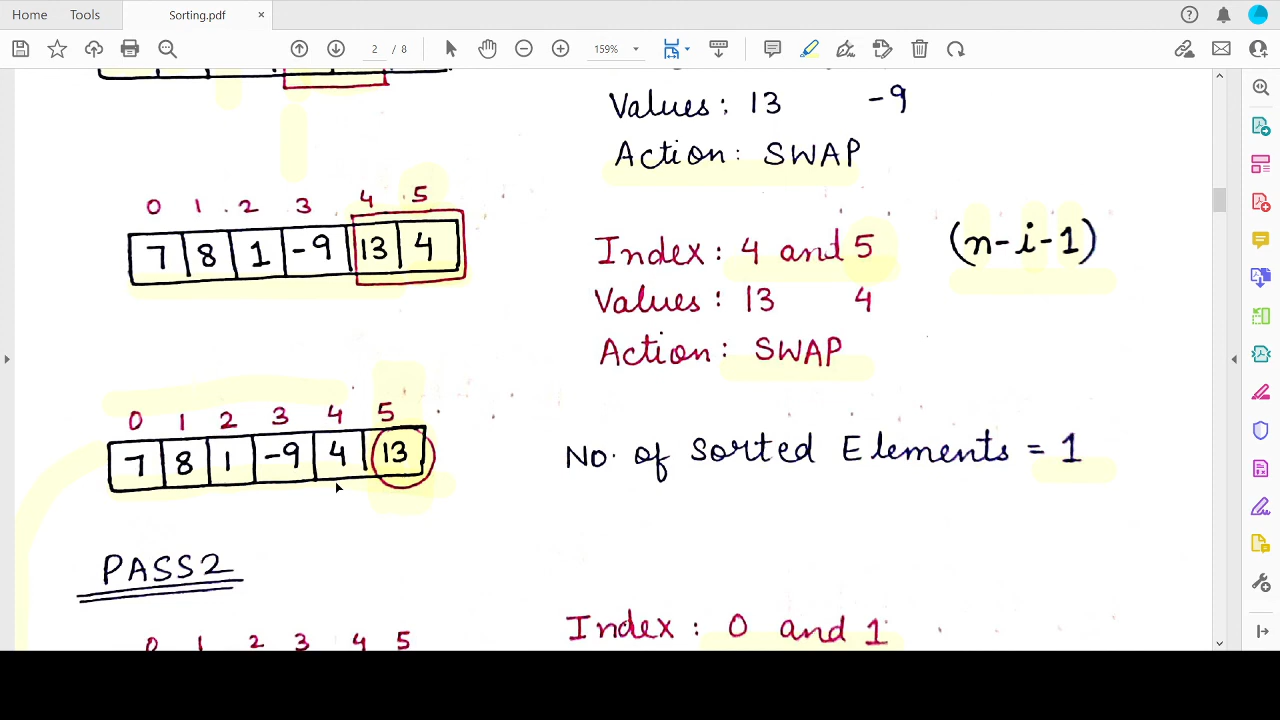 Home Tools Sorting.pdf ×
2 / 8 159%
Values: 13 -9
Action: SWAP
0 1 2 3 4 5
7 8 1 -9 13 4
Index: 4 and 5 (n-i-1)
Values: 13 4
Action: SWAP
0 1 2 3 4 5
7 8 1 -9 4 13
No. of Sorted Elements = 1
PASS2
Index: 0 and 1
0 1 2 3 4 5